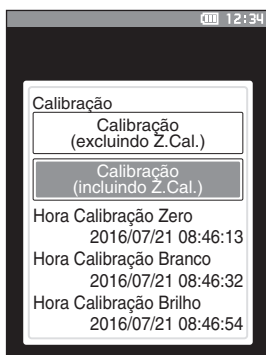 12:34
Calibração
Calibração
(excluindo Z.Cal.)
Calibração
(incluindo Z.Cal.)
Hora Calibração Zero
2016/07/21 08:46:13
Hora Calibração Branco
2016/07/21 08:46:32
Hora Calibração Brilho
2016/07/21 08:46:54